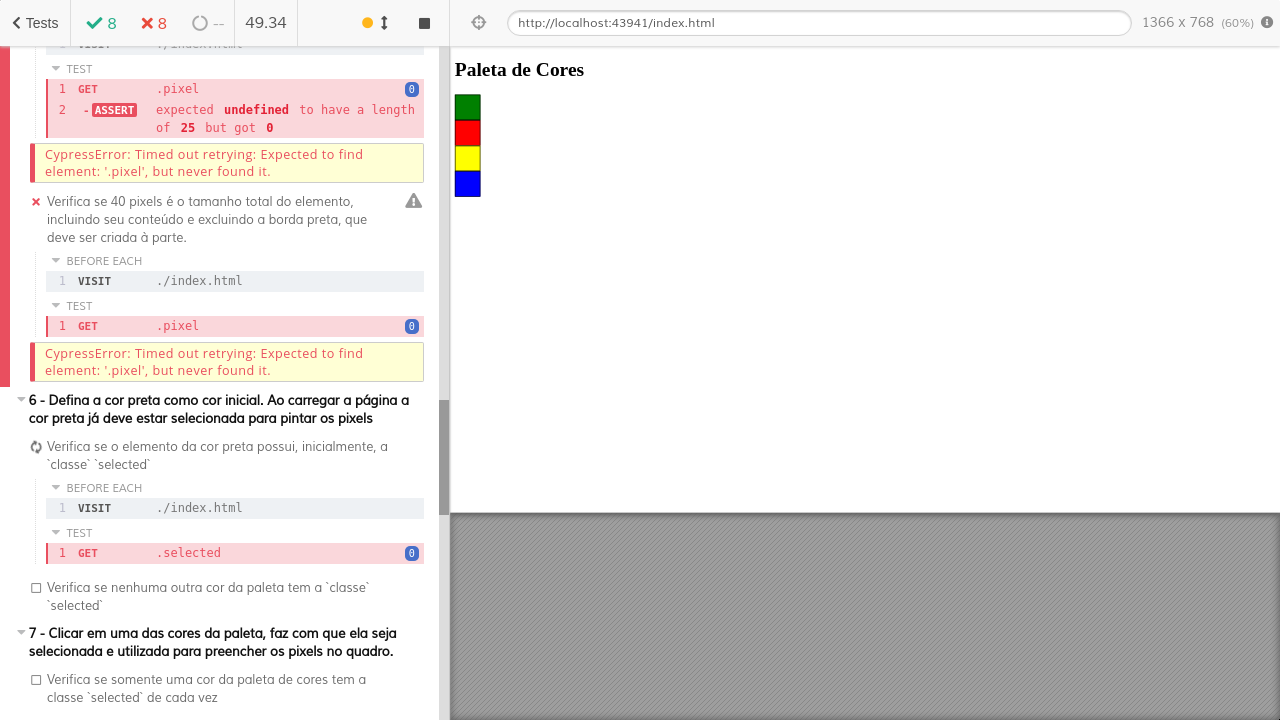 Tests
8
8
--
49.34
http://localhost:43941/index.html
1366 x 768 (60%)
1 VISIT ./index.html
TEST
1 GET .pixel 0
2 - ASSERT expected undefined to have a length
of 25 but got 0
CypressError: Timed out retrying: Expected to find
element: '.pixel', but never found it.
Verifica se 40 pixels é o tamanho total do elemento,
incluindo seu conteúdo e excluindo a borda preta, que
deve ser criada à parte.
BEFORE EACH
1 VISIT ./index.html
TEST
1 GET .pixel 0
CypressError: Timed out retrying: Expected to find
element: '.pixel', but never found it.
6 - Defina a cor preta como cor inicial. Ao carregar a página a
cor preta já deve estar selecionada para pintar os pixels
Verifica se o elemento da cor preta possui, inicialmente, a
`classe` `selected`
BEFORE EACH
1 VISIT ./index.html
TEST
1 GET .selected 0
Verifica se nenhuma outra cor da paleta tem a `classe`
`selected`
7 - Clicar em uma das cores da paleta, faz com que ela seja
selecionada e utilizada para preencher os pixels no quadro.
Verifica se somente uma cor da paleta de cores tem a
classe `selected` de cada vez
Paleta de Cores